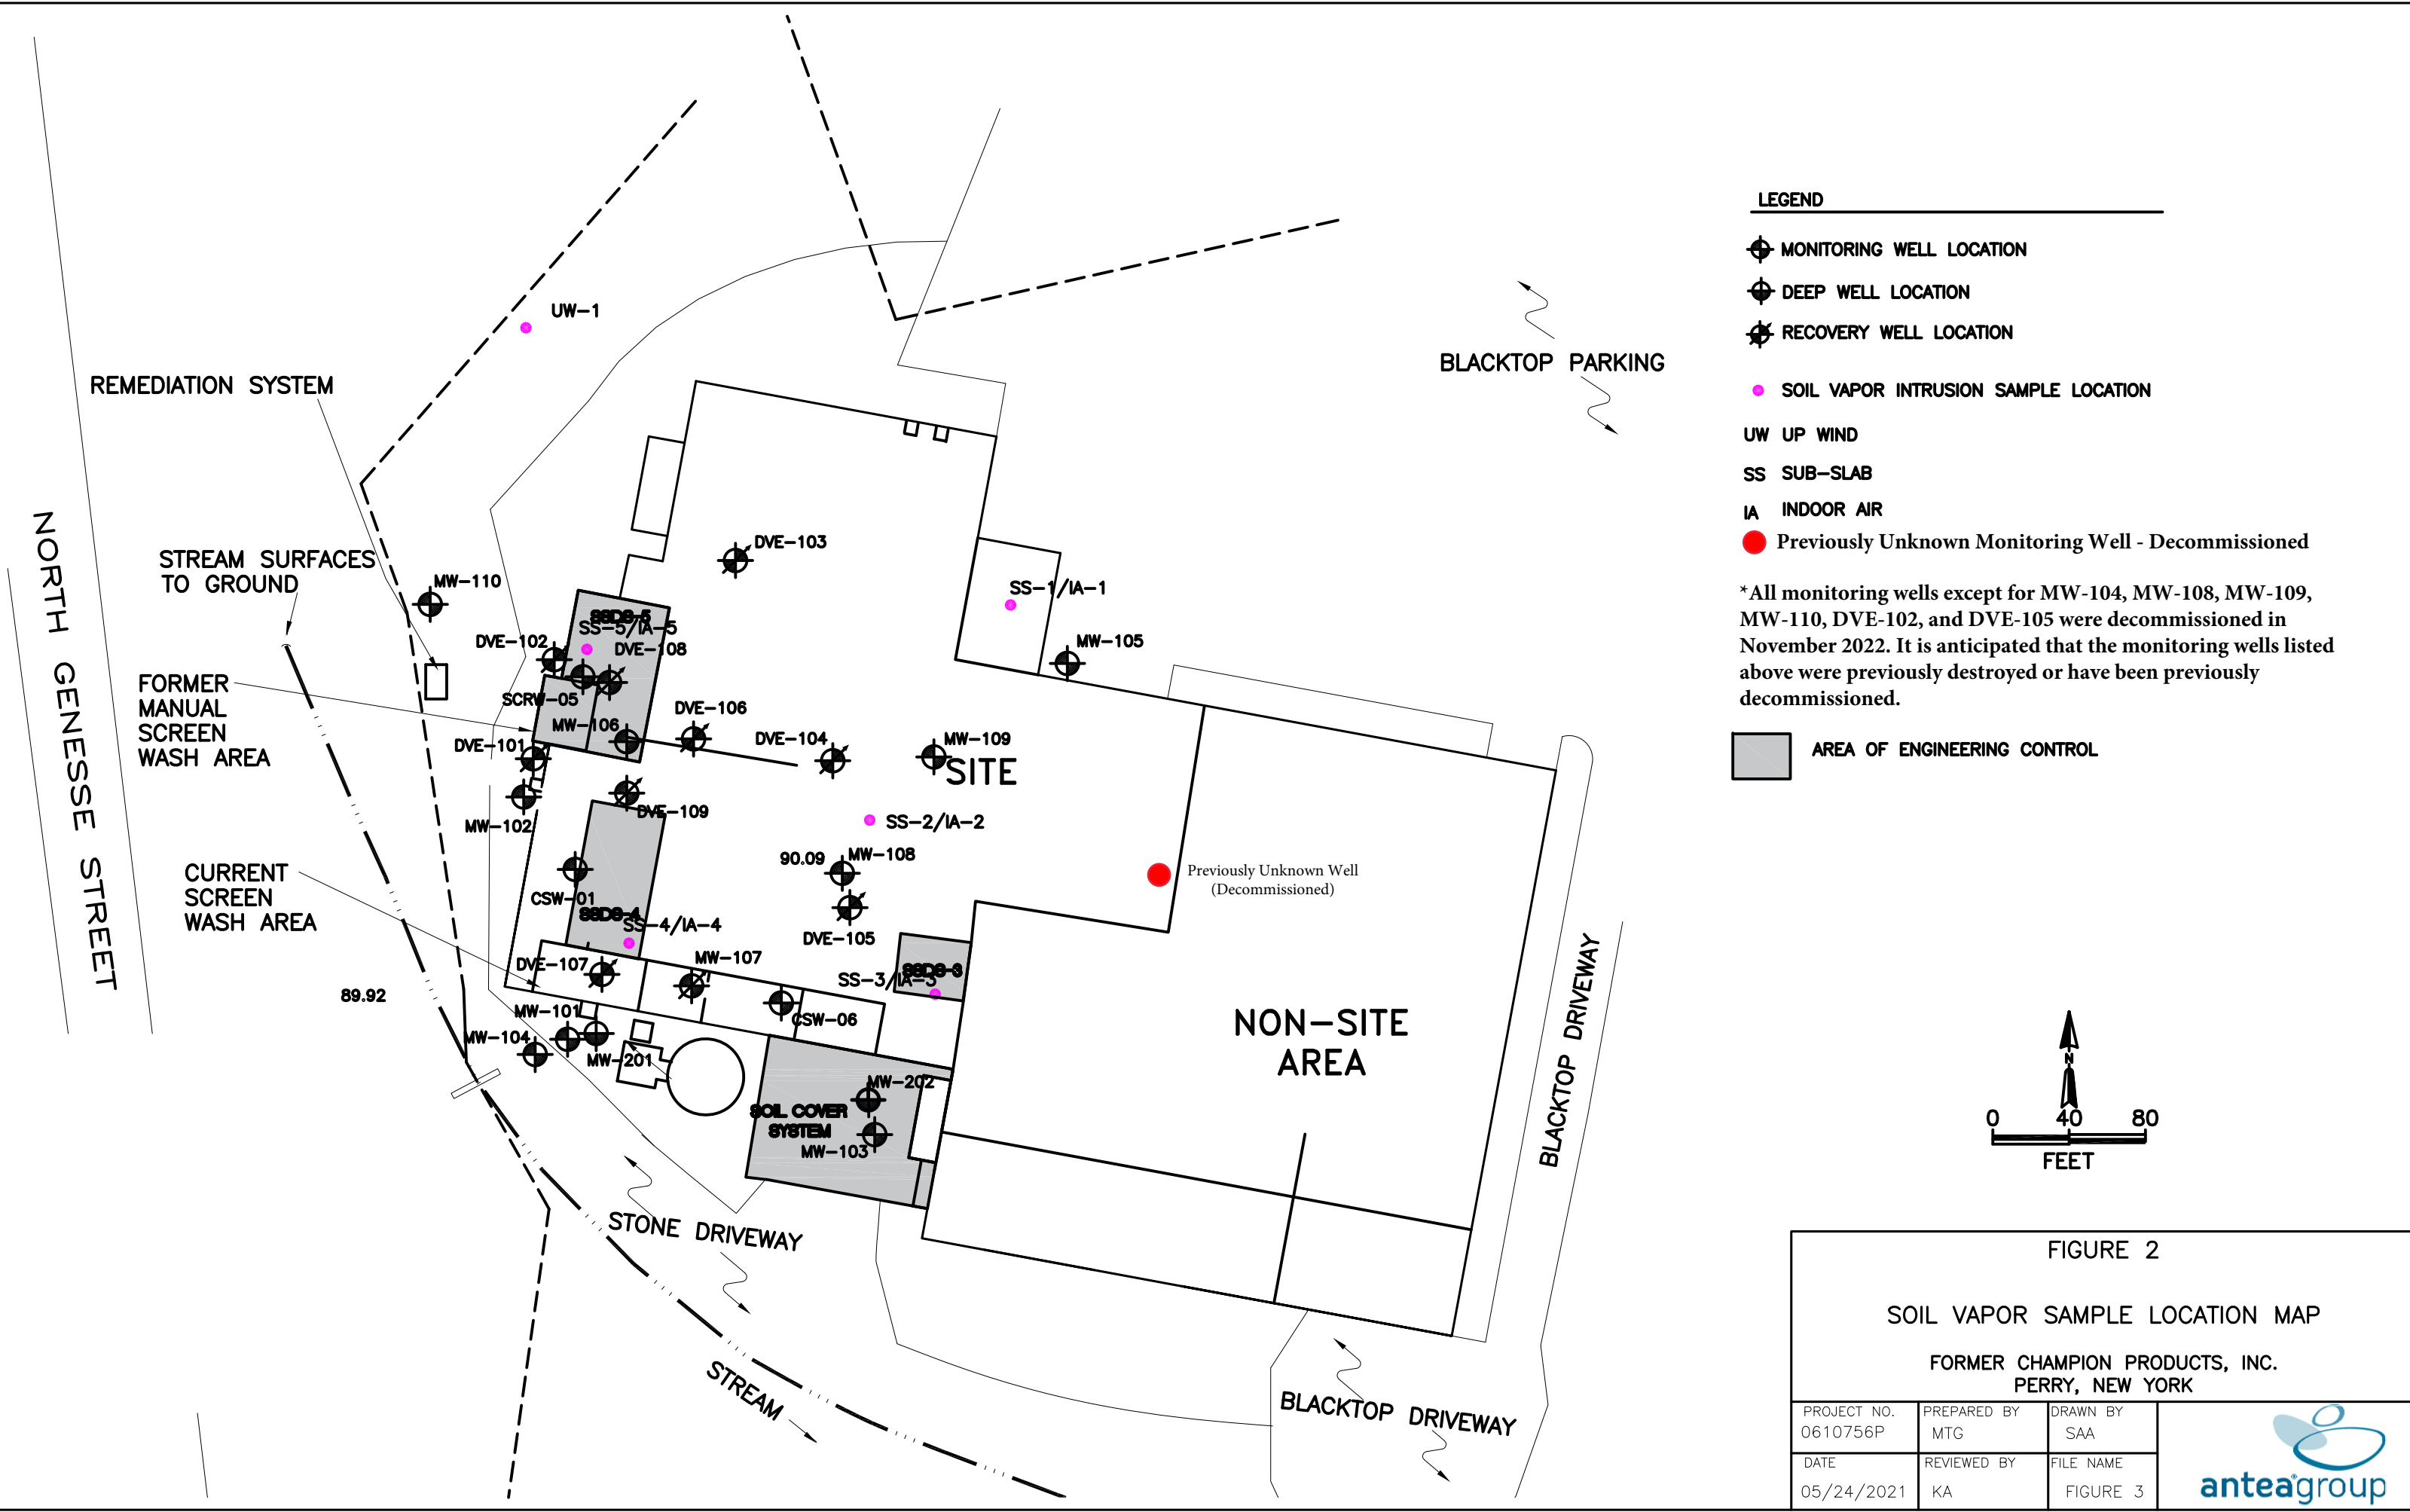 UW-1
REMEDIATION SYSTEM
STREAM SURFACES
TO GROUND
NORTH GENESSE STREET
MW-110
DVE-103
SSDS-5
SS-5/IA-5
DVE-102
DVE-108
SS-1/IA-1
MW-105
FORMER
MANUAL
SCREEN
WASH AREA
SCRW-05
MW-106
DVE-106
DVE-101
DVE-104
MW-109
SITE
MW-102
DVE-109
SS-2/IA-2
90.09
MW-108
CURRENT
SCREEN
WASH AREA
CSW-01
SSDS-4
SS-4/IA-4
DVE-105
Previously Unknown Well
(Decommissioned)
DVE-107
MW-107
SSDS-3
SS-3/IA-3
89.92
MW-101
MW-104
MW-201
CSW-06
NON-SITE
AREA
MW-202
SOIL COVER
SYSTEM
MW-103
STONE DRIVEWAY
STREAM
BLACKTOP DRIVEWAY
BLACKTOP DRIVEWAY
BLACKTOP PARKING
LEGEND
MONITORING WELL LOCATION
DEEP WELL LOCATION
RECOVERY WELL LOCATION
SOIL VAPOR INTRUSION SAMPLE LOCATION
UW UP WIND
SS SUB-SLAB
IA INDOOR AIR
Previously Unknown Monitoring Well - Decommissioned
*All monitoring wells except for MW-104, MW-108, MW-109,
MW-110, DVE-102, and DVE-105 were decommissioned in
November 2022. It is anticipated that the monitoring wells listed
above were previously destroyed or have been previously
decommissioned.
AREA OF ENGINEERING CONTROL
N
0 40 80
FEET
FIGURE 2
SOIL VAPOR SAMPLE LOCATION MAP
FORMER CHAMPION PRODUCTS, INC.
PERRY, NEW YORK
PROJECT NO. PREPARED BY DRAWN BY
0610756P MTG SAA
DATE REVIEWED BY FILE NAME
05/24/2021 KA FIGURE 3
anteagroup